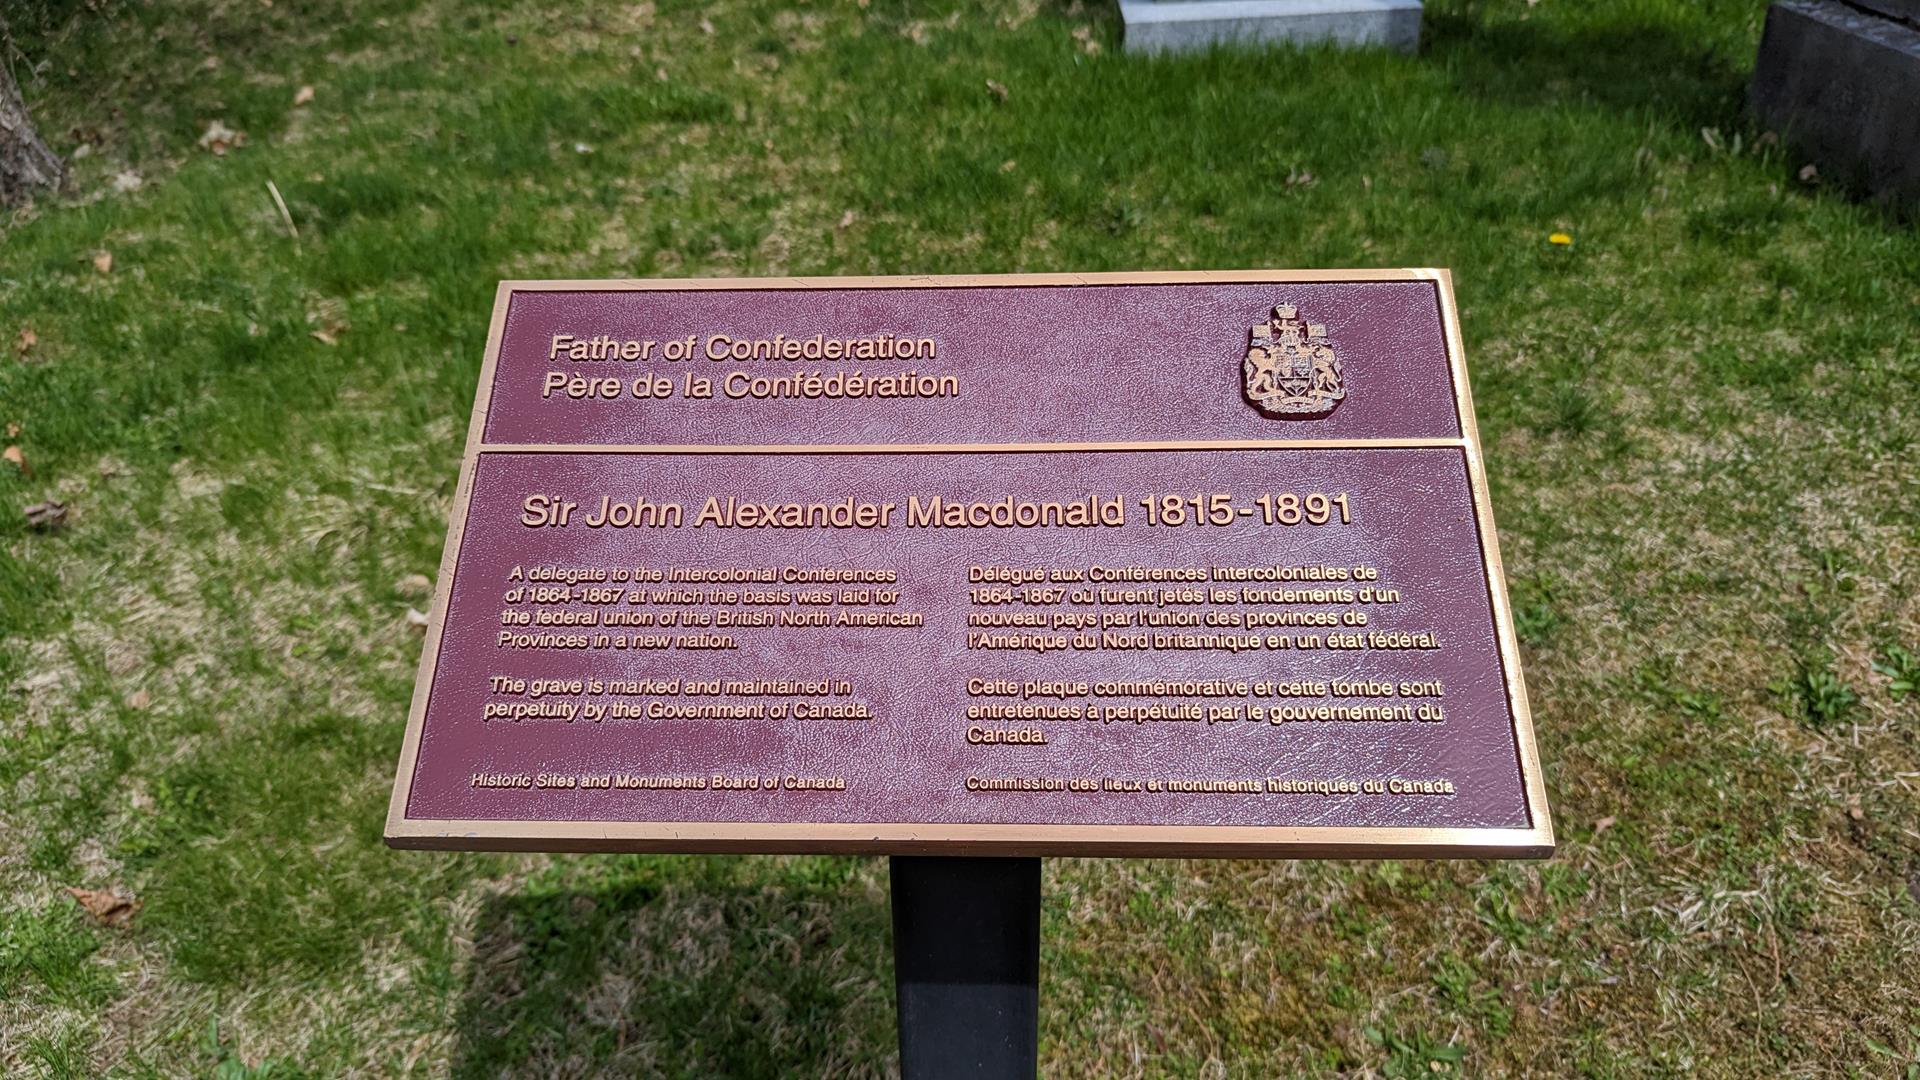 Father of Confederation
Père de la Confédération
Sir John Alexander Macdonald 1815-1891
A delegate to the Intercolonial Conferences
of 1864-1867 at which the basis was laid for
the federal union of the British North American
Provinces in a new nation.
The grave is marked and maintained in
perpetuity by the Government of Canada.
Historic Sites and Monuments Board of Canada
Délégué aux Conférences intercoloniales de
1864-1867 où furent jetés les fondements d'un
nouveau pays par l'union des provinces de
l'Amérique du Nord britannique en un état fédéral.
Cette plaque commémorative et cette tombe sont
entretenues à perpétuité par le gouvernement du
Canada.
Commission des lieux et monuments historiques du Canada